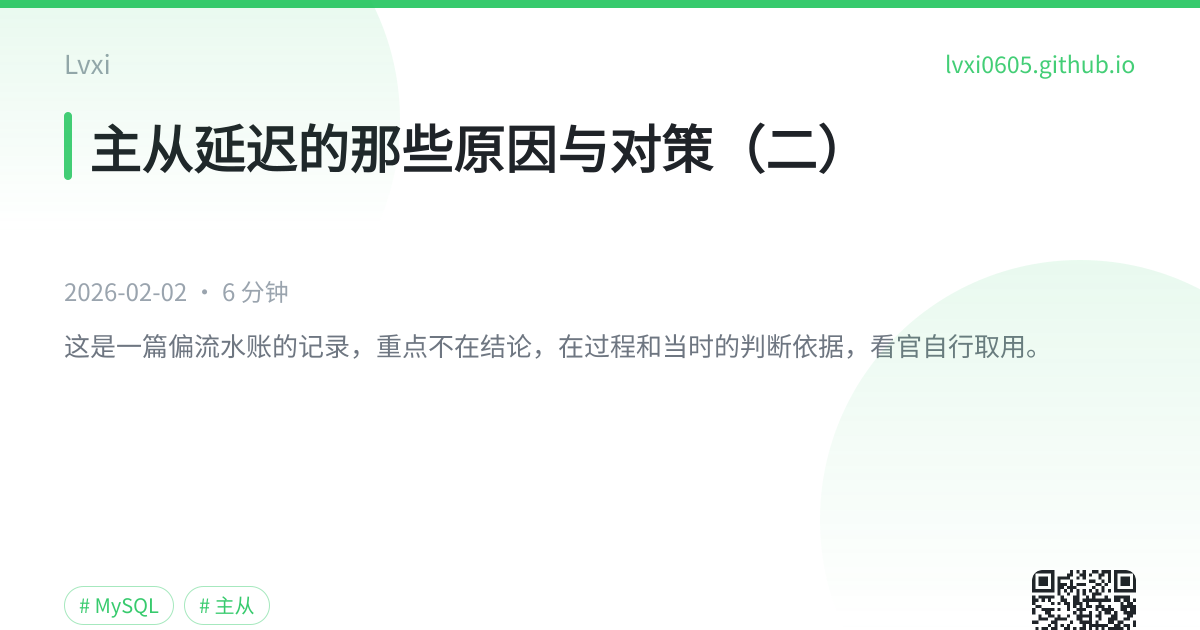 Lvxi
lvxi0605.github.io
主从延迟的那些原因与对策（二）
2026-02-02 · 6 分钟
这是一篇偏流水账的记录，重点不在结论，在过程和当时的判断依据，看官自行取用。
# MySQL
# 主从